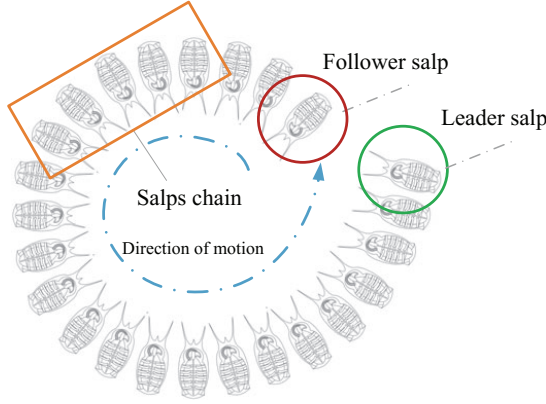 Follower salp
Leader salp
Salps chain
Direction of motion